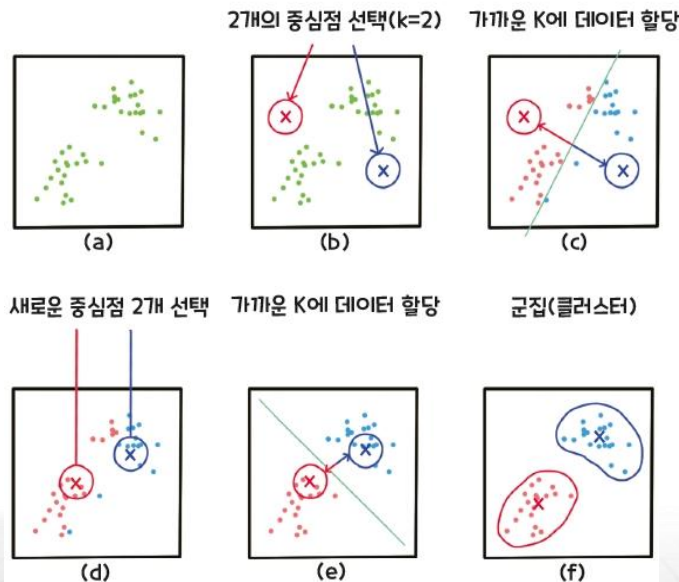 2개의 중심점 선택(k=2)
가까운 K에 데이터 할당
(a)
(b)
(c)
새로운 중심점 2개 선택
가까운 K에 데이터 할당
군집(클러스터)
(d)
(e)
(f)